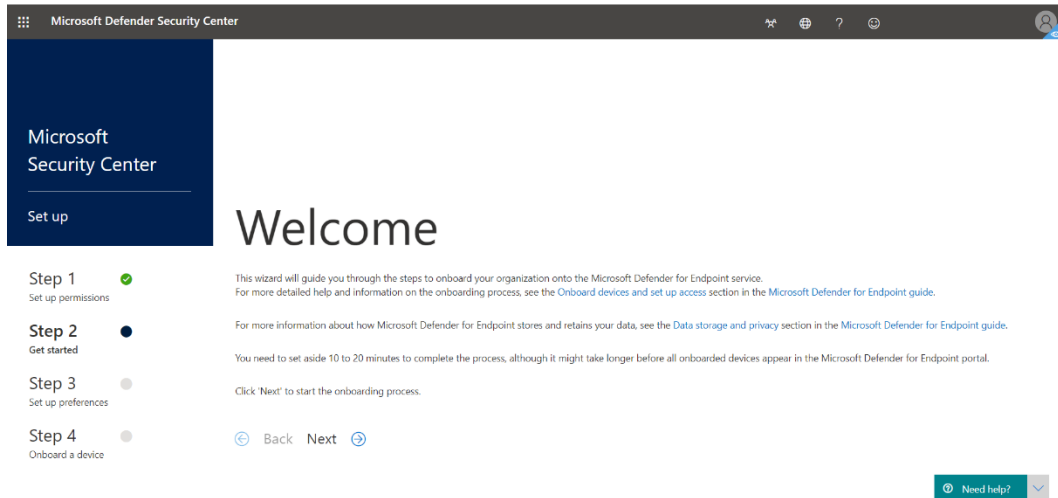 Microsoft Defender Security Center
?
Microsoft
Security Center
Set up
Welcome
This wizard will guide you through the steps to onboard your organization onto the Microsoft Defender for Endpoint service.
For more detailed help and information on the onboarding process, see the Onboard devices and set up access section in the Microsoft Defender for Endpoint guide.
For more information about how Microsoft Defender for Endpoint stores and retains your data, see the Data storage and privacy section in the Microsoft Defender for Endpoint guide.
You need to set aside 10 to 20 minutes to complete the process, although it might take longer before all onboarded devices appear in the Microsoft Defender for Endpoint portal.
Click 'Next' to start the onboarding process.
Back Next
Step 1
Set up permissions
Step 2
Get started
Step 3
Set up preferences
Step 4
Onboard a device
Need help?